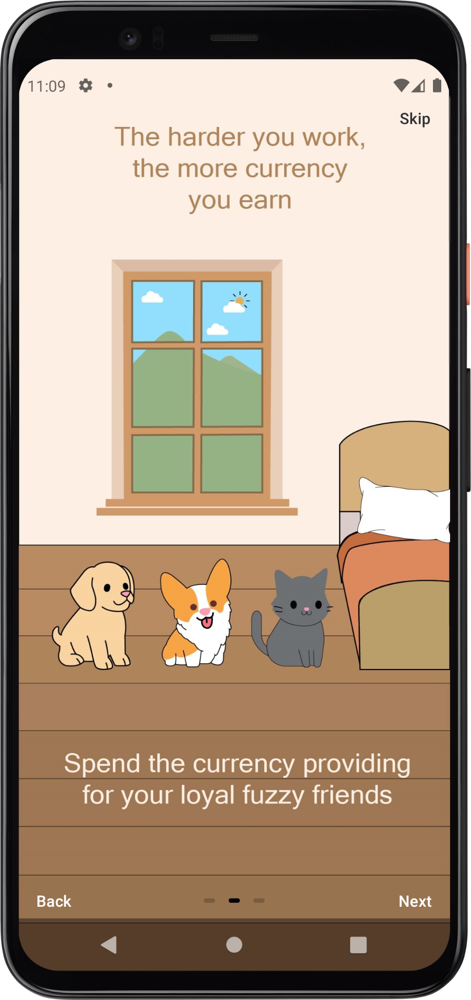 11:09
Skip
The harder you work,
the more currency
you earn
Spend the currency providing
for your loyal fuzzy friends
Back
Next